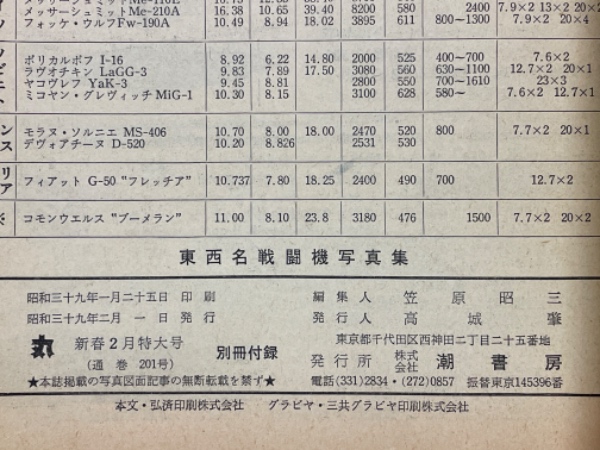 メッサーシュミットMe-210A 16.38 10.65 39.40 8200 580 2400 7.9×2 13×2 20×2
フォッケ・ウルフFw-190A 10.49 8.94 18.02 3895 611 800~1300 7.9×2 20×4
ポリカルポフ I-16 8.92 6.22 14.80 2000 525 400~700 7.6×2
ラヴオチキン LaGG-3 9.83 7.89 17.50 3080 560 630~1100 12.7×2 20×1
ヤコヴレフ YaK-3 9.45 8.81 2800 550 700~1610 23×3
ミコヤン・グレヴィッチ MiG-1 10.30 8.15 3100 628 580~ 7.6×2 12.7×1
ンス
モラヌ・ソルニエ MS-406 10.70 8.00 18.00 2470 520 800 7.7×2 20×1
デヴォアチーヌ D-520 10.20 8.826 2531 530
リア
フィアット G-50 "フレッチア" 10.737 7.80 18.25 2400 490 700 12.7×2
コモンウエルス "ブーメラン" 11.00 8.10 23.8 3180 476 1500 7.7×2 20×2
東西名戦闘機写真集
昭和三十九年一月二十五日 印刷
昭和三十九年二月 一日 発行
丸 新春2月特大号
(通巻 201号)
別冊付録
★本誌掲載の写真図面記事の無断転載を禁ず★
編集人 笠原昭三
発行人 高城肇
東京都千代田区西神田二丁目二十五番地
発行所 株式会社 潮書房
電話(331)2834・(272)0857 振替東京145396番
本文・弘済印刷株式会社 グラビヤ・三共グラビヤ印刷株式会社